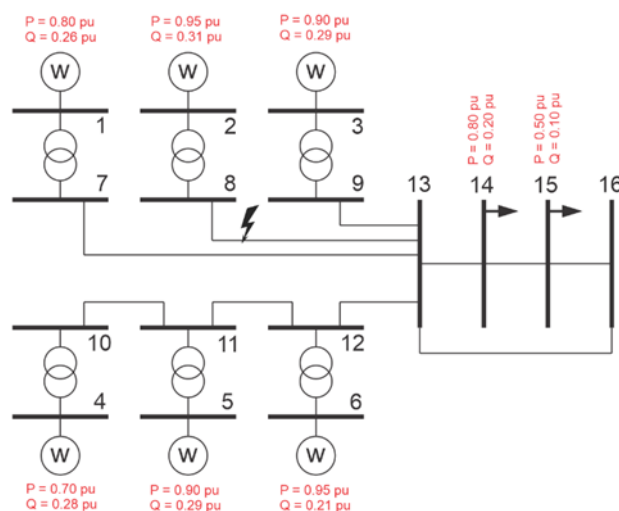 P = 0.80 pu
Q = 0.26 pu
P = 0.95 pu
Q = 0.31 pu
P = 0.90 pu
Q = 0.29 pu
W
W
W
1
2
3
P = 0.80 pu
Q = 0.20 pu
P = 0.50 pu
Q = 0.10 pu
7
8
9
13
14
15
16
10
11
12
4
5
6
W
W
W
P = 0.70 pu
Q = 0.28 pu
P = 0.90 pu
Q = 0.29 pu
P = 0.95 pu
Q = 0.21 pu